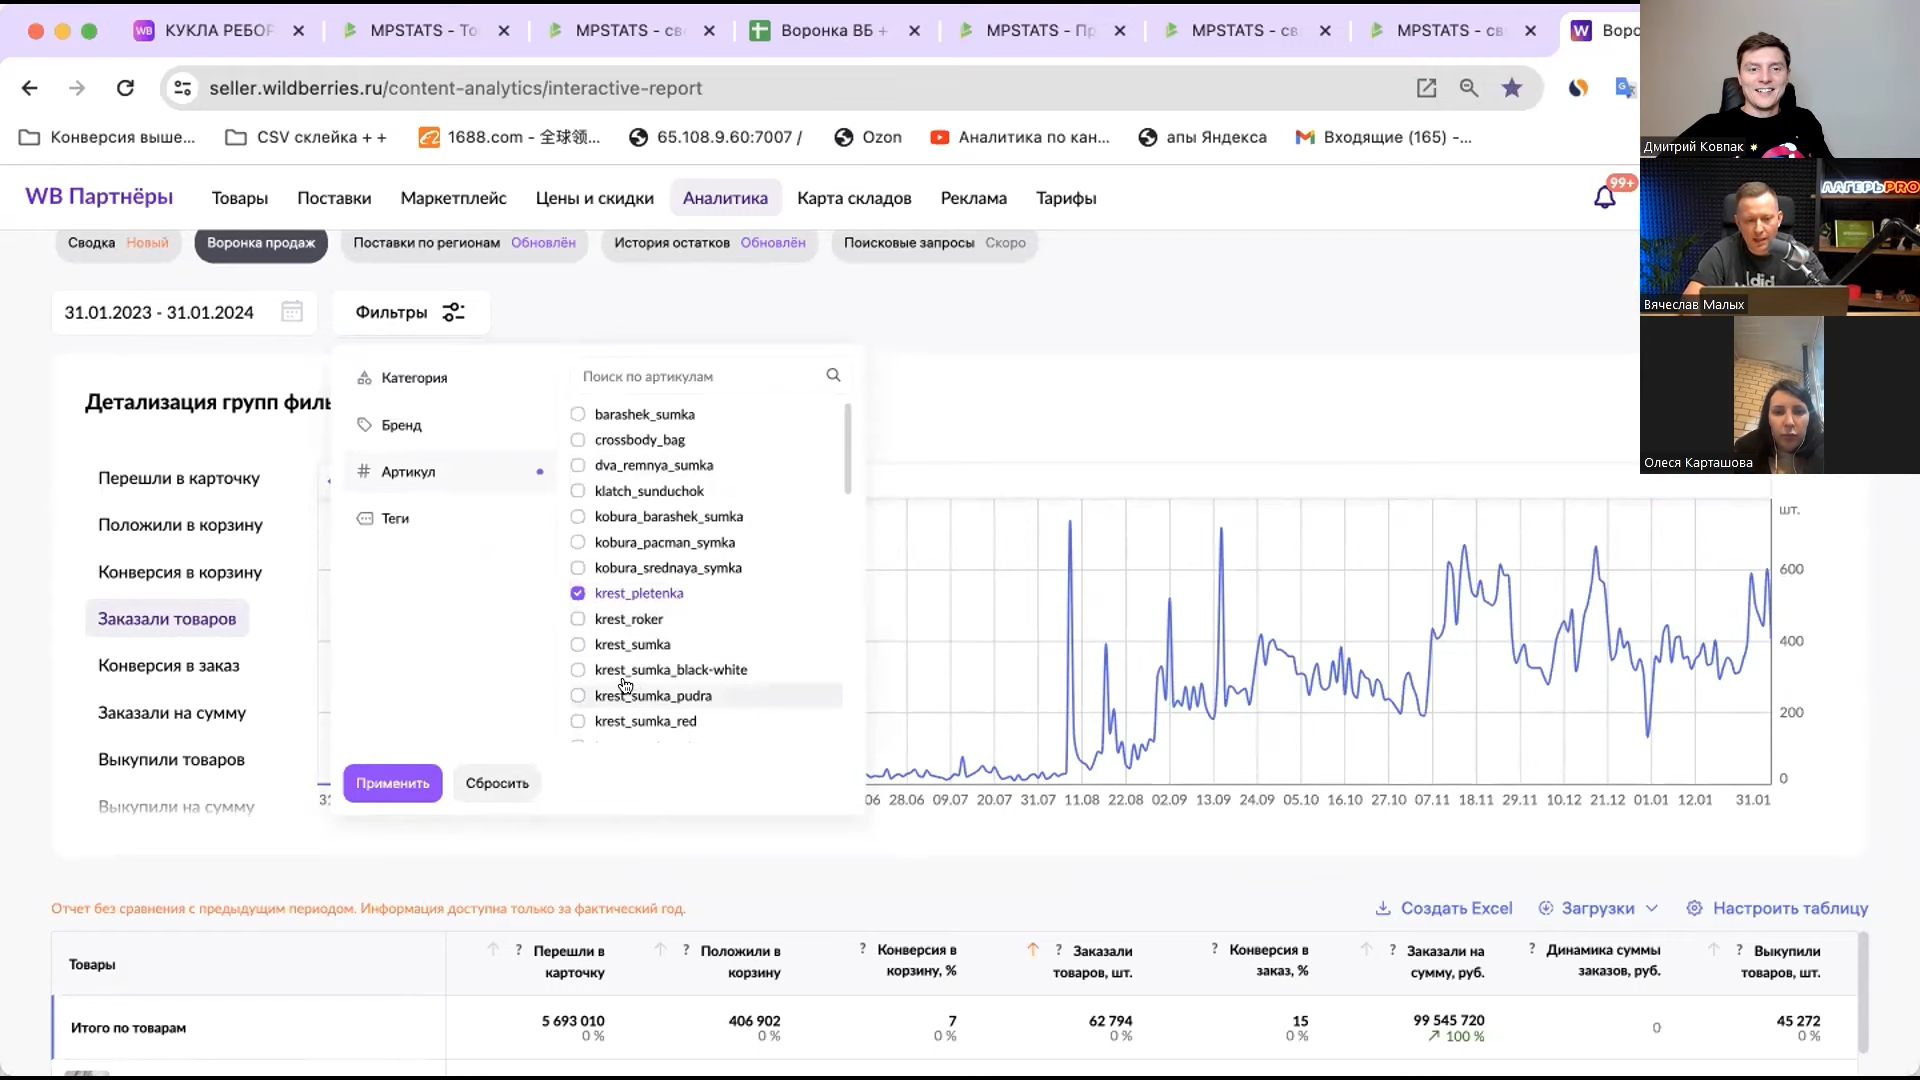 КУКЛА РЕБОР
MPSTATS - То
MPSTATS - св
Воронка ВБ +
MPSTATS - Пр
MPSTATS - св
MPSTATS - св
Воро
seller.wildberries.ru/content-analytics/interactive-report
Конверсия выше...
CSV склейка + +
1688.com - 全球领...
65.108.9.60:7007 /
Ozon
Аналитика по кан...
апы Яндекса
Входящие (165) -...
WB Партнёры
Товары
Поставки
Маркетплейс
Цены и скидки
Аналитика
Карта складов
Реклама
Тарифы
99+
Сводка Новый
Воронка продаж
Поставки по регионам Обновлён
История остатков Обновлён
Поисковые запросы Скоро
31.01.2023 - 31.01.2024
Фильтры
Детализация групп филь
Перешли в карточку
Положили в корзину
Конверсия в корзину
Заказали товаров
Конверсия в заказ
Заказали на сумму
Выкупили товаров
Выкупили на сумму
Категория
Бренд
# Артикул
Теги
Поиск по артикулам
barashek_sumka
crossbody_bag
dva_remnya_sumka
klatch_sunduchok
kobura_barashek_sumka
kobura_pacman_symka
kobura_srednaya_symka
krest_pletenka
krest_roker
krest_sumka
krest_sumka_black-white
krest_sumka_pudra
krest_sumka_red
Применить
Сбросить
шт.
600
400
200
0
31
06 28.06 09.07 20.07 31.07 11.08 22.08 02.09 13.09 24.09 05.10 16.10 27.10 07.11 18.11 29.11 10.12 21.12 01.01 12.01 31.01
Отчет без сравнения с предыдущим периодом. Информация доступна только за фактический год.
Создать Excel
Загрузки
Настроить таблицу
Товары
? Перешли в карточку
? Положили в корзину
? Конверсия в корзину, %
? Заказали товаров, шт.
? Конверсия в заказ, %
? Заказали на сумму, руб.
? Динамика суммы заказов, руб.
? Выкупили товаров, шт.
Итого по товарам
5 693 010 406 902 7 62 794 15 99 545 720 0 45 272
0 % 0 % 0 % 0 % 0 % 100 % 0 %
Дмитрий Ковпак
ЛАГЕРЬPRO
Вячеслав Малых
Олеся Карташова